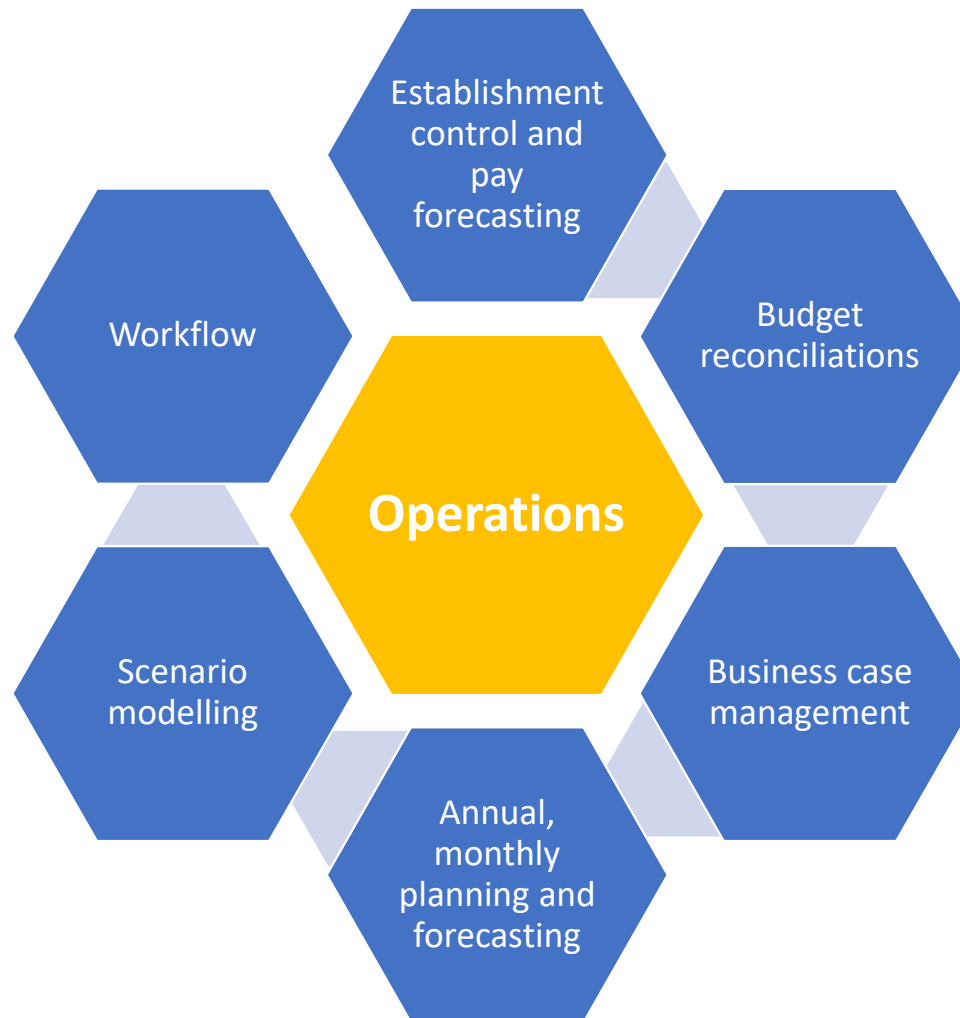 Establishment
control and
pay
forecasting
Budget
reconciliations
Business case
management
Annual,
monthly
planning and
forecasting
Scenario
modelling
Workflow
Operations